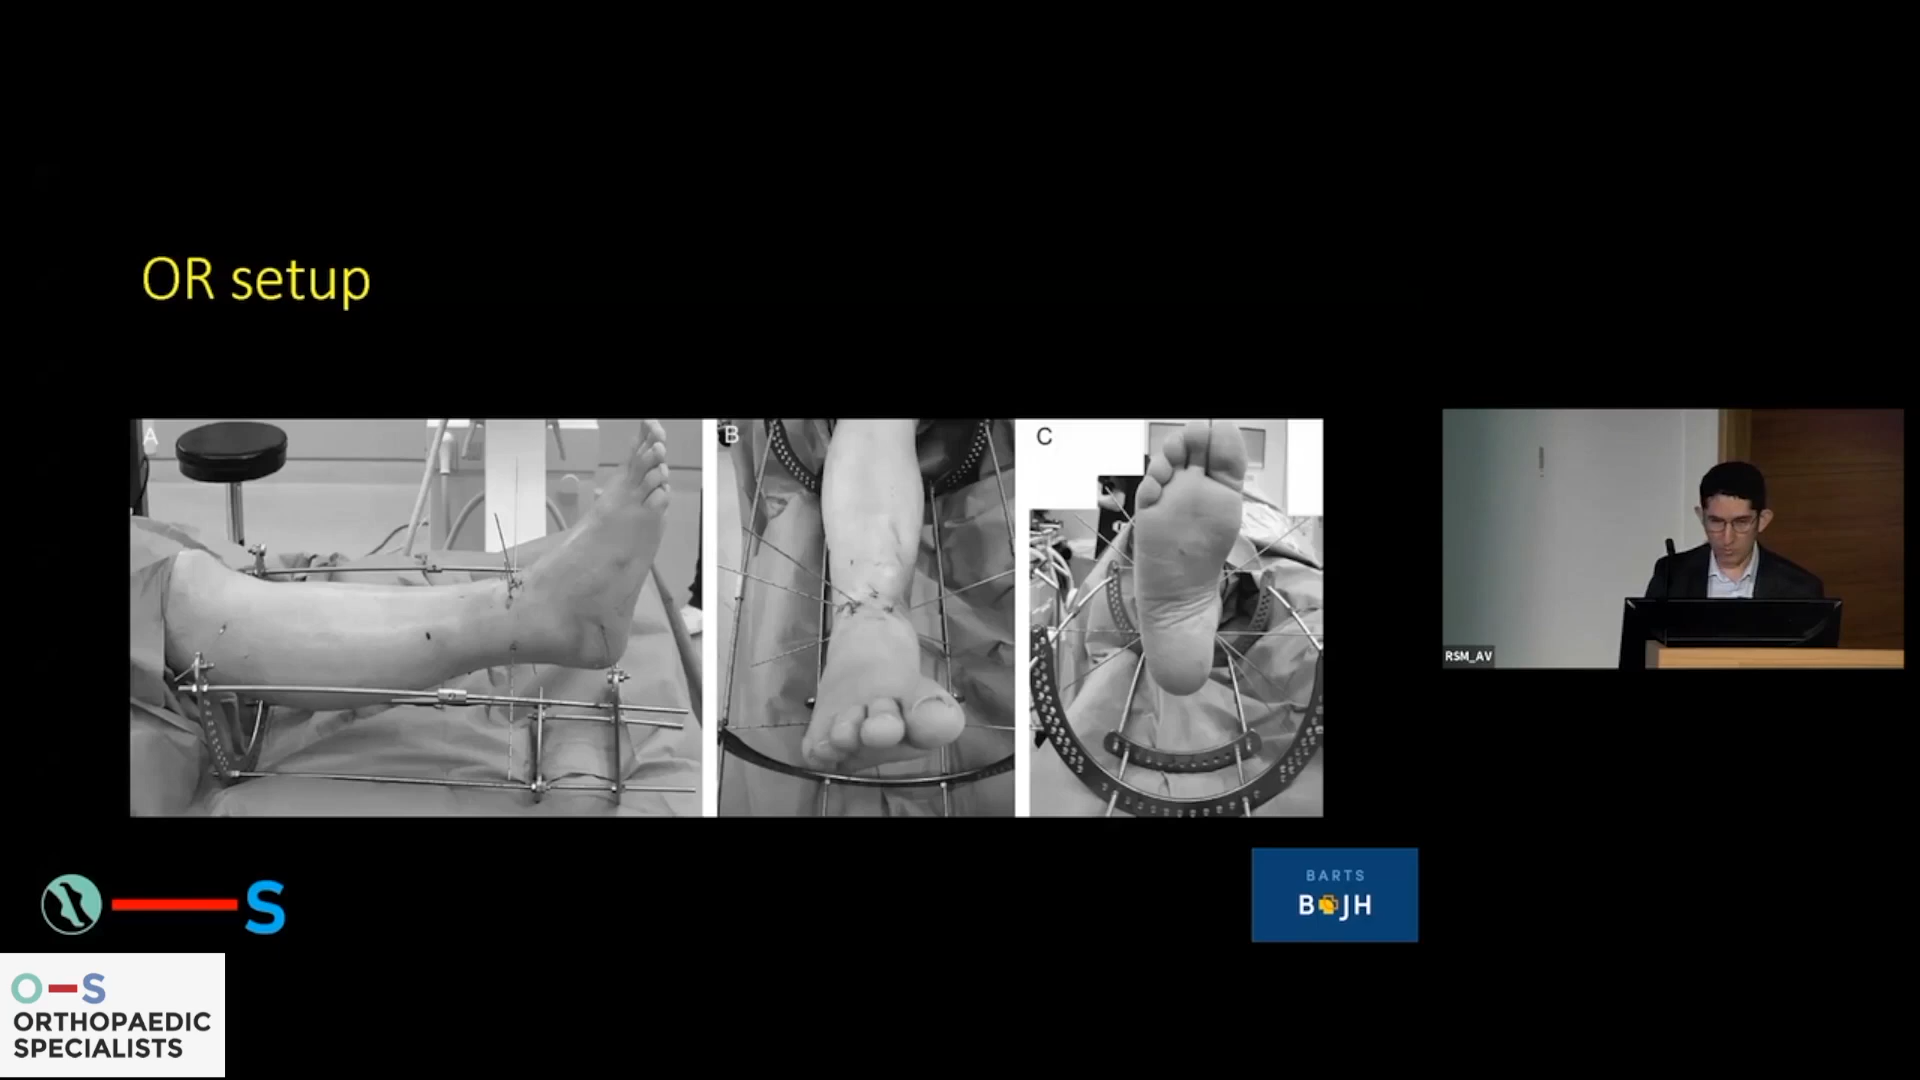 OR setup
A
B
C
RSM_AV
S
BARTS
BJH
O–S
ORTHOPAEDIC
SPECIALISTS